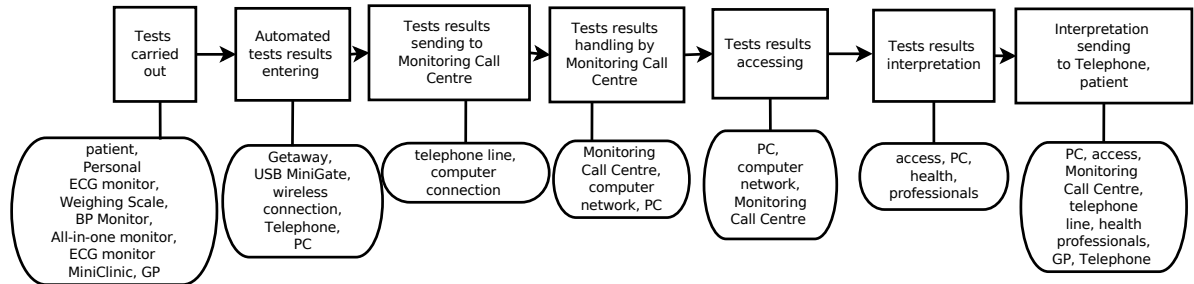 Tests
carried
out
Automated
tests results
entering
Tests results
sending to
Monitoring Call
Centre
Tests results
handling by
Monitoring Call
Centre
Tests results
accessing
Tests results
interpretation
Interpretation
sending
to Telephone,
patient
patient,
Personal
ECG monitor,
Weighing Scale,
BP Monitor,
All-in-one monitor,
ECG monitor
MiniClinic, GP
Getaway,
USB MiniGate,
wireless
connection,
Telephone,
PC
telephone line,
computer
connection
Monitoring
Call Centre,
computer
network, PC
PC,
computer
network,
Monitoring
Call Centre
access, PC,
health,
professionals
PC, access,
Monitoring
Call Centre,
telephone
line, health
professionals,
GP, Telephone